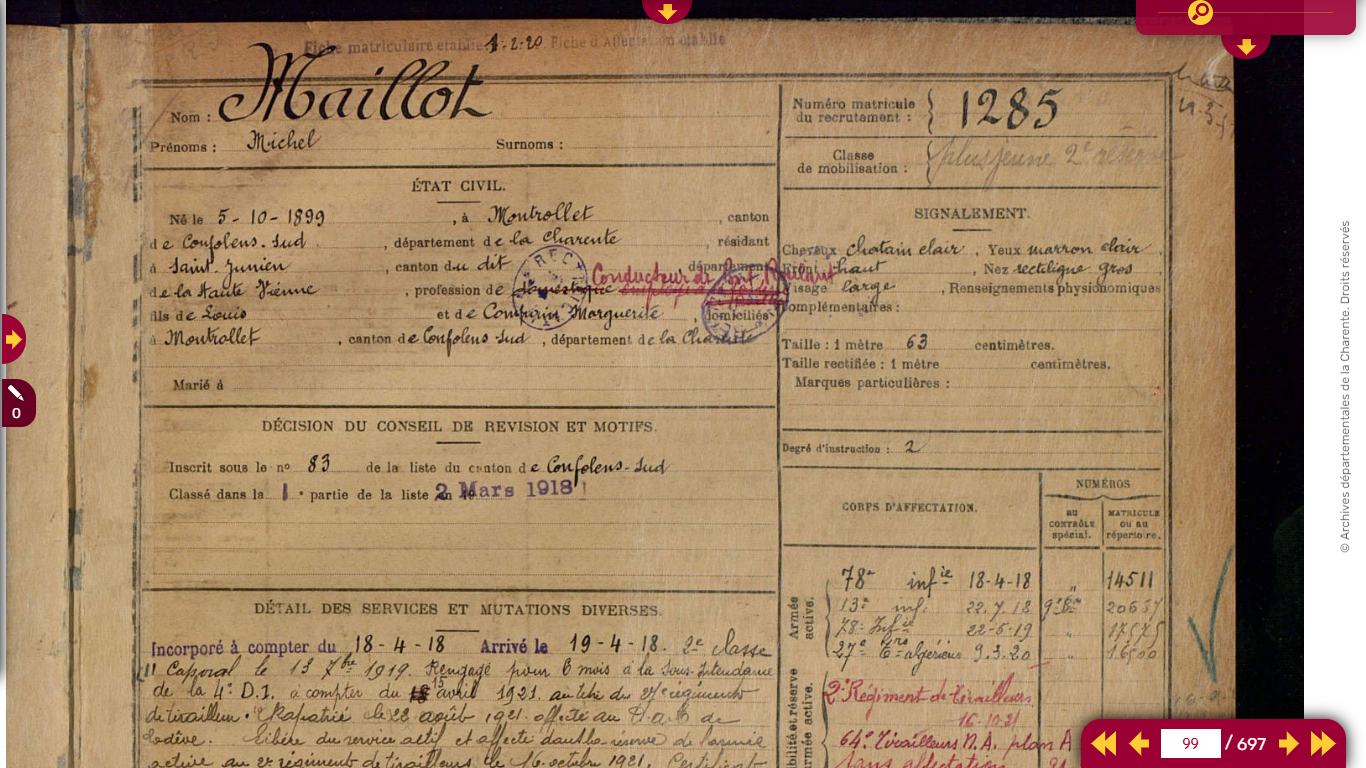 Fiche matriculaire établie 1-2-20 Fiche d'Affectation établie
Nom : Maillot
Prénoms : Michel Surnoms :
Numéro matricule du recrutement : 1285
Classe de mobilisation : plus jeune 2e réserve
ÉTAT CIVIL.
Né le 5-10-1899, à Montrollet, canton
de Confolens-Sud, département de la Charente, résidant
à Saint-Junien, canton du dit département
de la Haute Vienne, profession de domestique Conducteur de
fils de Louis et de Compain Marguerite, domiciliés
à Montrollet, canton de Confolens-Sud, département de la Charente
Marié à
SIGNALEMENT.
Cheveux chatain clair, Yeux marron clair
Front haut, Nez rectiligne gros
Visage large, Renseignements physionomiques
complémentaires :
Taille : 1 mètre 63 centimètres.
Taille rectifiée : 1 mètre centimètres.
Marques particulières :
Degré d'instruction : 2
DÉCISION DU CONSEIL DE REVISION ET MOTIFS.
Inscrit sous le no 83 de la liste du canton de Confolens-Sud
Classé dans la 1e partie de la liste en 19 2 Mars 1918
CORPS D'AFFECTATION.
NUMÉROS
au contrôle spécial.
MATRICULE ou au répertoire.
Armée active.
78e infie 18-4-18 " 14511
13e inf. 22.7.18 20657
78e Infie 22-5-19 " 17575
27e algériens 9.3.20 " 16500
2e Régiment de Tirailleurs
16-10-21
64e Tirailleurs N.A. plan A
sans affectation
DÉTAIL DES SERVICES ET MUTATIONS DIVERSES.
Incorporé à compter du 18-4-18 Arrivé le 19-4-18. 2e classe
Caporal le 13 7bre 1919. Rengagé pour 6 mois à la Sous-Intendance
de la 4e D.I. à compter du 15 avril 1921. au titre du 27e régiment
de tirailleurs. Rapatrié le 22 août 1921 affecté au de
Lodève. Libéré du service actif et affecté dans la réserve de l'armée
active au 2e régiment de tirailleurs le 16 octobre 1921. Certificat
0
99 / 697
© Archives départementales de la Charente. Droits réservés